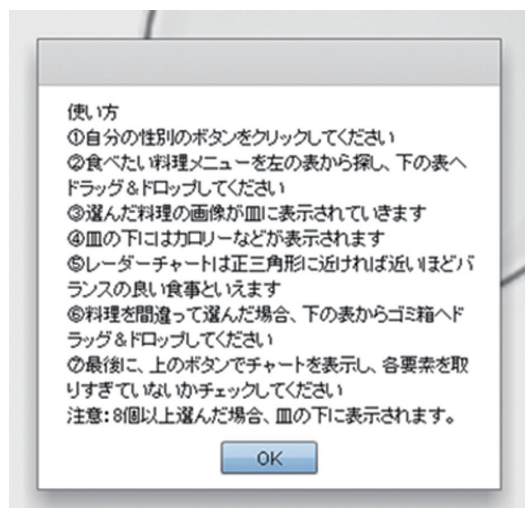 使い方
①自分の性別のボタンをクリックしてください
②食べたい料理メニューを左の表から探し、下の表へ
ドラッグ＆ドロップしてください
③選んだ料理の画像が皿に表示されていきます
④皿の下にはカロリーなどが表示されます
⑤レーダーチャートは正三角形に近ければ近いほどバ
ランスの良い食事といえます
⑥料理を間違って選んだ場合、下の表からゴミ箱へド
ラッグ＆ドロップしてください
⑦最後に、上のボタンでチャートを表示し、各要素を取
りすぎていないかチェックしてください
注意：8個以上選んだ場合、皿の下に表示されます。
OK